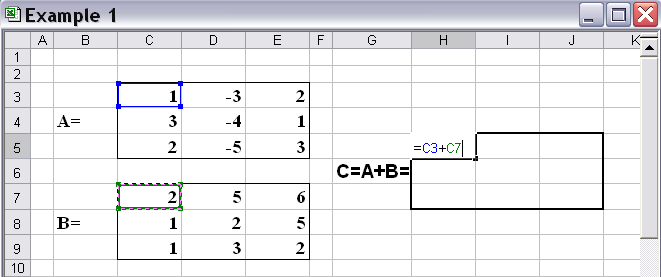 Example 1
A B C D E F G H I J K
1
2
3 1 -3 2
4 A= 3 -4 1
5 2 -5 3 =C3+C7
6 C=A+B=
7 2 5 6
8 B= 1 2 5
9 1 3 2
10